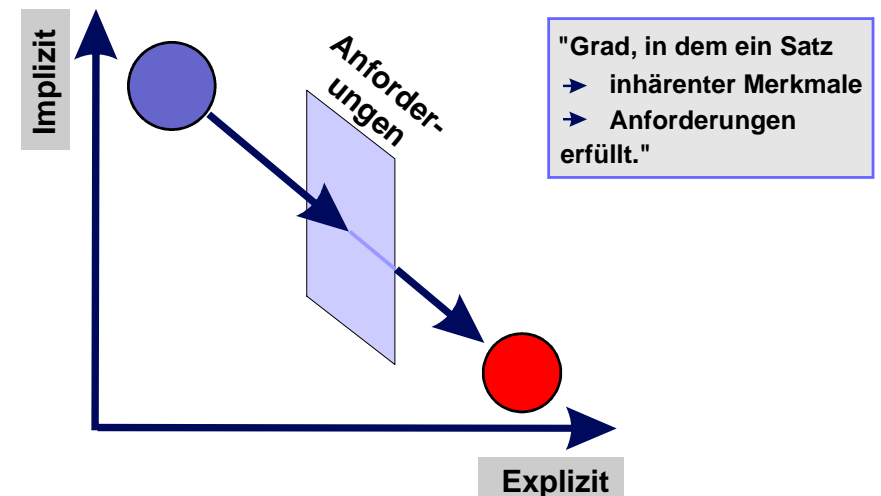 Implizit
Anforder-
ungen
"Grad, in dem ein Satz
inhärenter Merkmale
Anforderungen
erfüllt."
Explizit